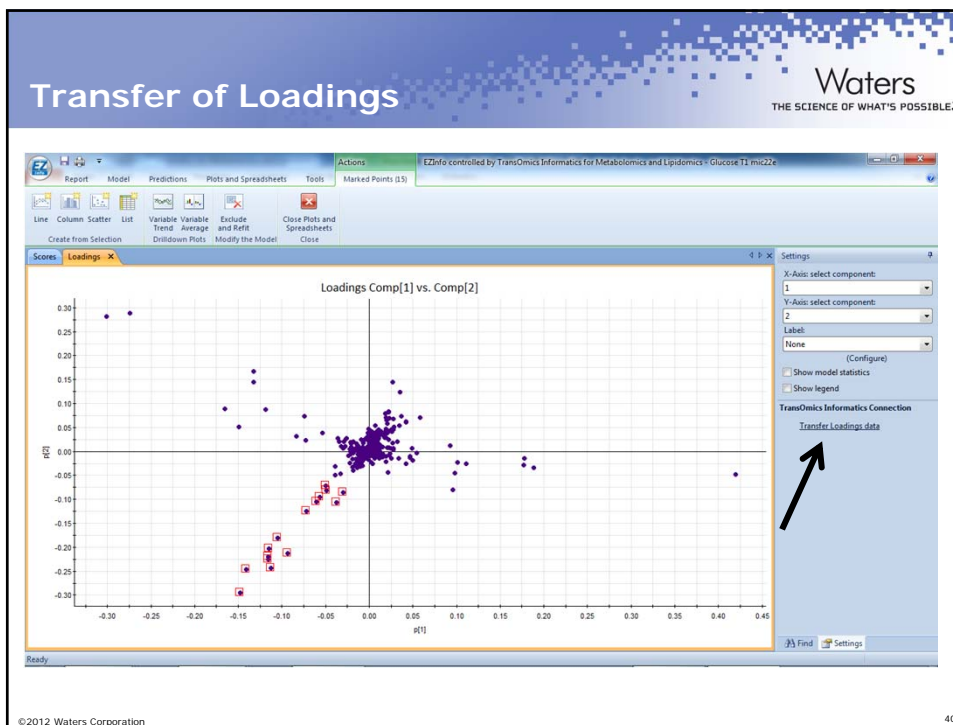 Transfer of Loadings
Waters
THE SCIENCE OF WHAT'S POSSIBLE.
EZ
Info
Actions
EZInfo controlled by TransOmics Informatics for Metabolomics and Lipidomics - Glucose T1 mic22e
Report Model Predictions Plots and Spreadsheets Tools Marked Points (15)
Line Column Scatter List Variable Trend Variable Average Exclude and Refit Close Plots and Spreadsheets
Create from Selection Drilldown Plots Modify the Model Close
Scores Loadings
Settings
X-Axis: select component:
1
Y-Axis: select component:
2
Label:
None
(Configure)
Show model statistics
Show legend
TransOmics Informatics Connection
Transfer Loadings data
Loadings Comp[1] vs. Comp[2]
0.30
0.25
0.20
0.15
0.10
0.05
0.00
-0.05
-0.10
-0.15
-0.20
-0.25
-0.30
p[2]
-0.30 -0.25 -0.20 -0.15 -0.10 -0.05 0.00 0.05 0.10 0.15 0.20 0.25 0.30 0.35 0.40 0.45
p[1]
Find Settings
Ready
©2012 Waters Corporation
40